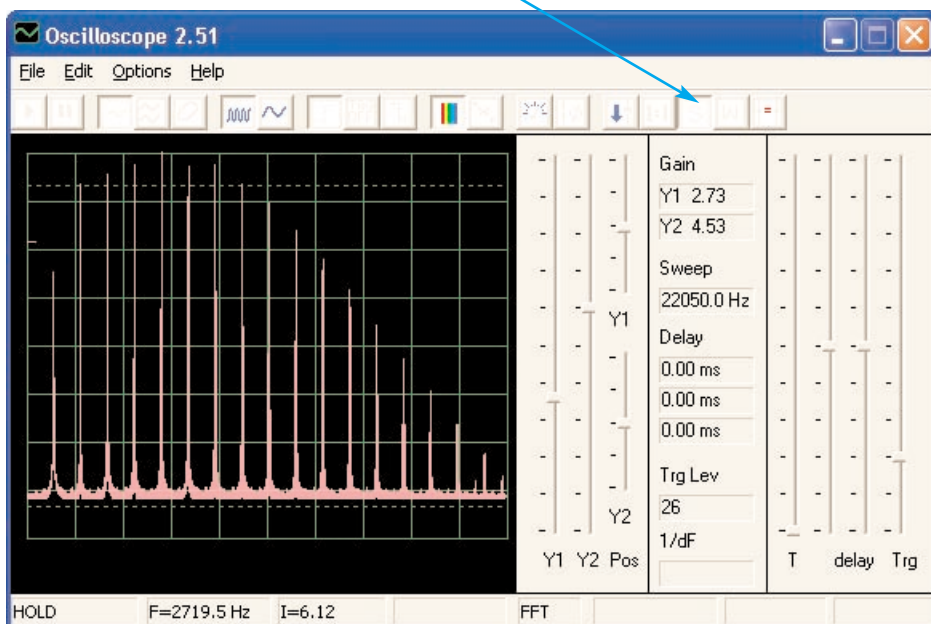 Oscilloscope 2.51
File Edit Options Help
Gain
Y1 2.73
Y2 4.53
Sweep
22050.0 Hz
Delay
0.00 ms
0.00 ms
0.00 ms
Trg Lev
26
1/dF
Y1
Y2
Y1 Y2 Pos
T delay Trg
HOLD F=2719.5 Hz I=6.12 FFT